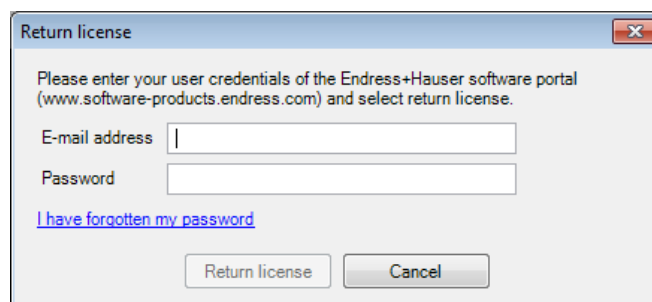 Return license
Please enter your user credentials of the Endress+Hauser software portal
(www.software-products.endress.com) and select return license.
E-mail address
Password
I have forgotten my password
Return license
Cancel